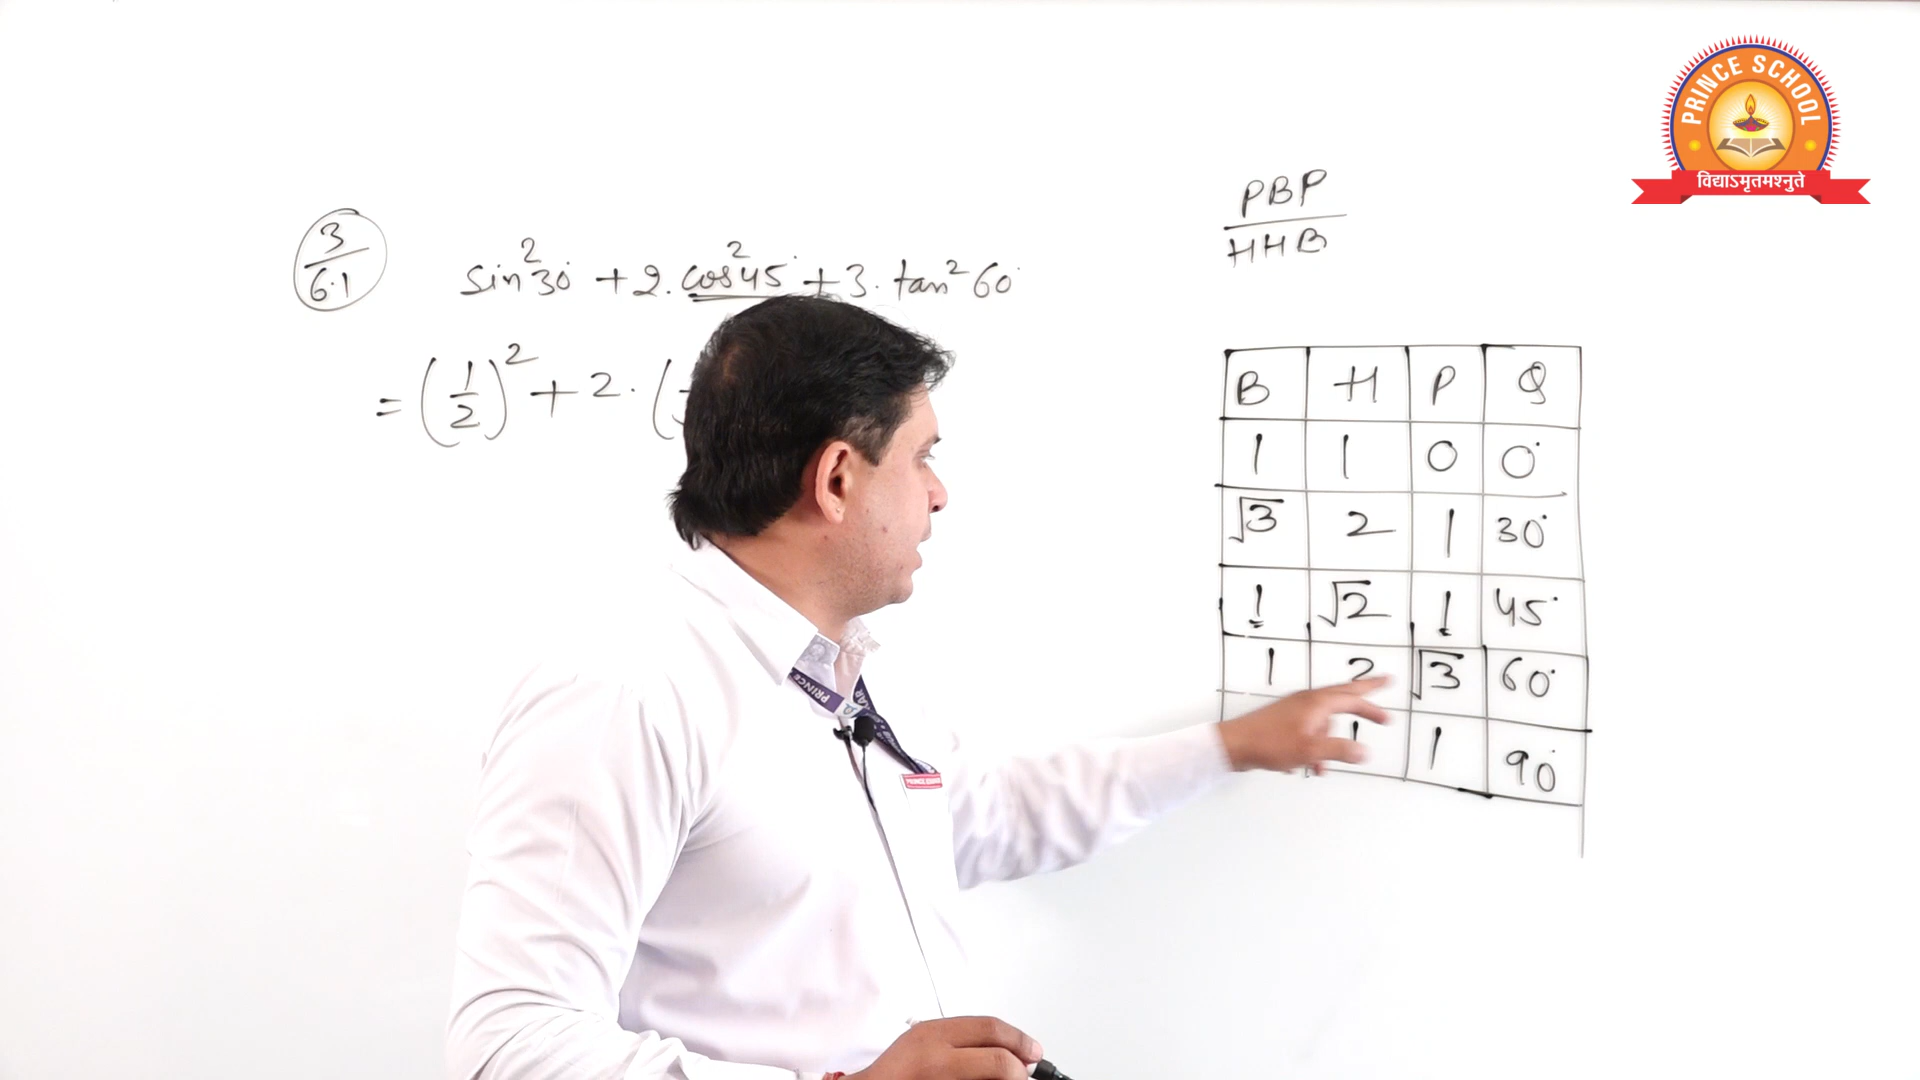 PRINCE SCHOOL
विद्याऽमृतमश्नुते
PBP
HHB
3
6.1
sin²30° + 2.cos²45° + 3.tan²60°
= (1/2)² + 2. (
B H P Q
1 1 0 0°
√3 2 1 30°
1 √2 1 45°
1 2 √3 60°
1 1 90°
PRINCE